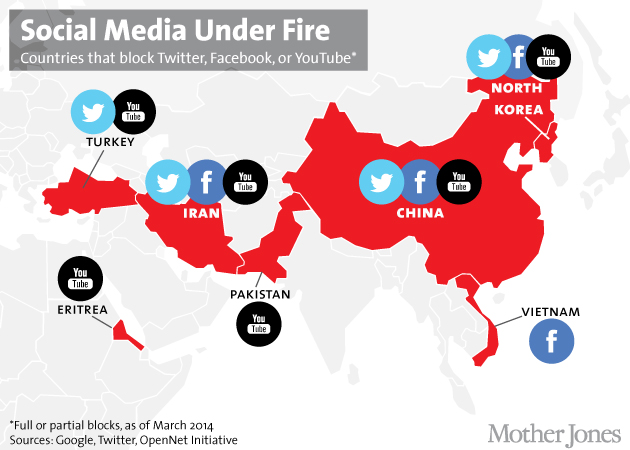 Social Media Under Fire
Countries that block Twitter, Facebook, or YouTube*
You
Tube
NORTH
KOREA
You
Tube
TURKEY
You
Tube
IRAN
You
Tube
CHINA
You
Tube
ERITREA
PAKISTAN
You
Tube
VIETNAM
*Full or partial blocks, as of March 2014
Sources: Google, Twitter, OpenNet Initiative
Mother Jones